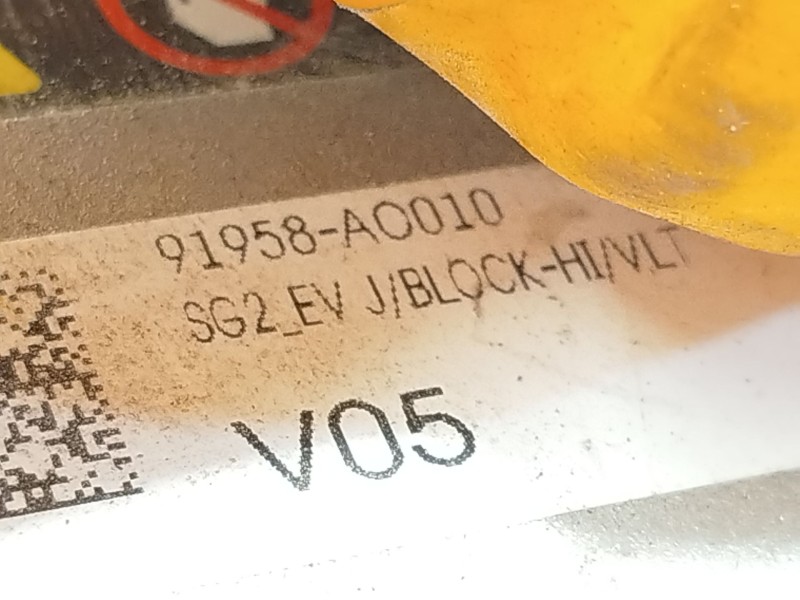 91958-AO010
SG2_EV J/BLOCK-HI/VLT
V05